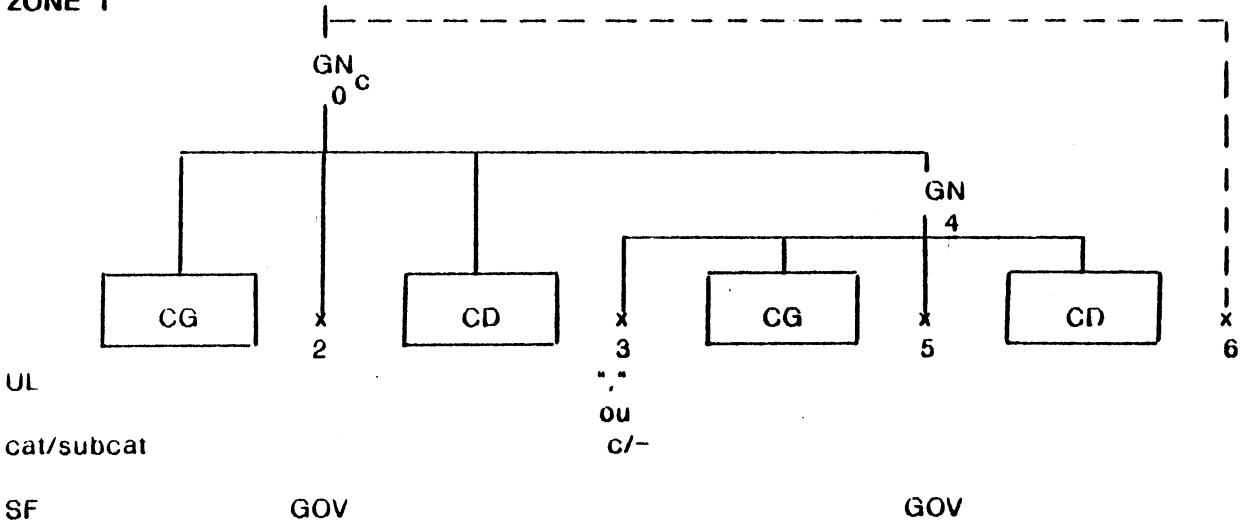 ZONE 1
GN
0 c
GN
4
CG x CD x CG x CD x
2 3 5 6
UL ","
ou
cat/subcat c/-
SF GOV GOV